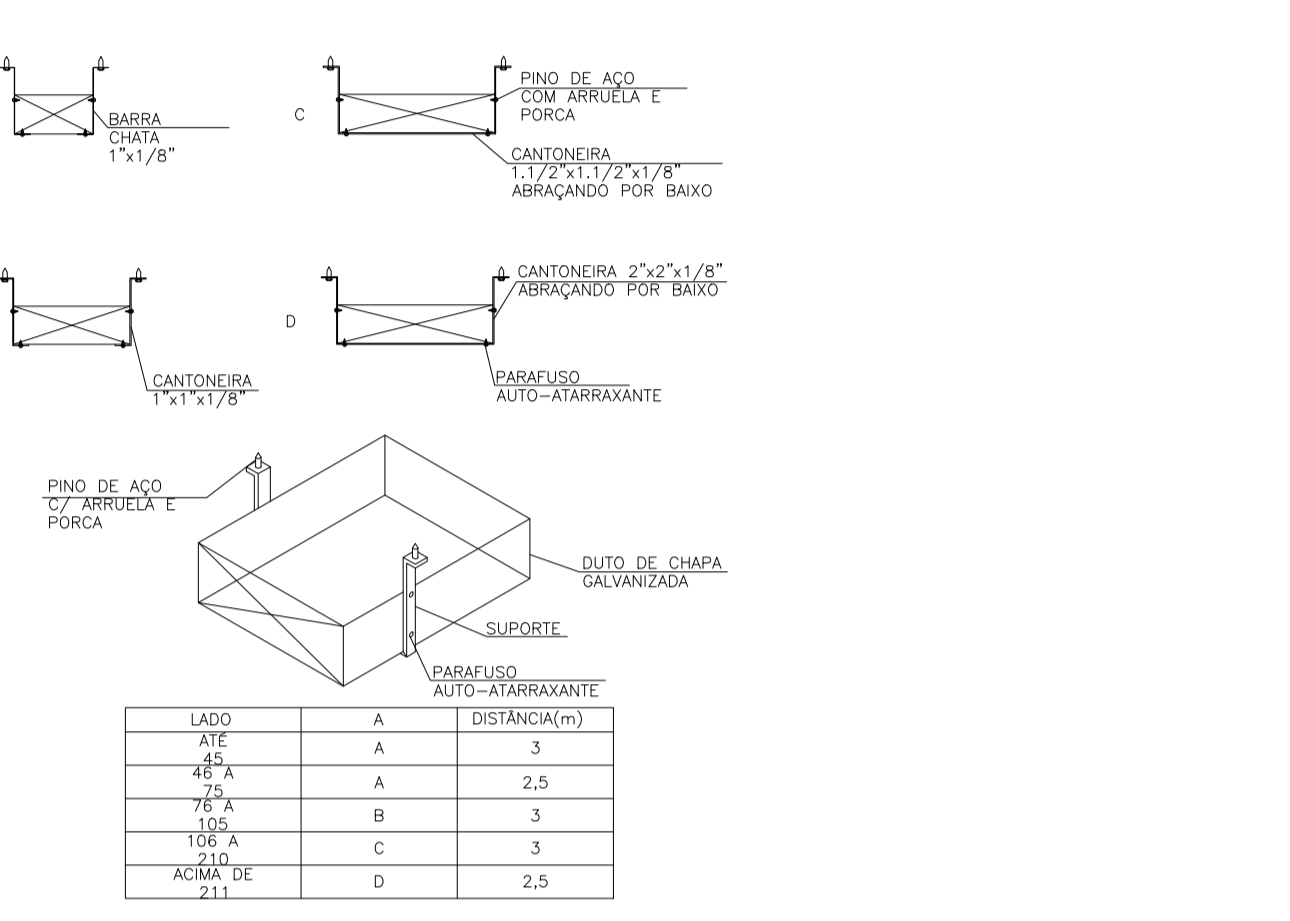 BARRA
CHATA
1"x1/8"
C
PINO DE AÇO
COM ARRUELA E
PORCA
CANTONEIRA
1.1/2"x1.1/2"x1/8"
ABRAÇANDO POR BAIXO
CANTONEIRA
1"x1"x1/8"
D
CANTONEIRA 2"x2"x1/8"
ABRAÇANDO POR BAIXO
PARAFUSO
AUTO-ATARRAXANTE
PINO DE AÇO
C/ ARRUELA E
PORCA
DUTO DE CHAPA
GALVANIZADA
SUPORTE
PARAFUSO
AUTO-ATARRAXANTE
LADO A DISTÂNCIA(m)
ATÉ
45
A 3
46 A
75
A 2,5
76 A
105
B 3
106 A
210
C 3
ACIMA DE
211
D 2,5